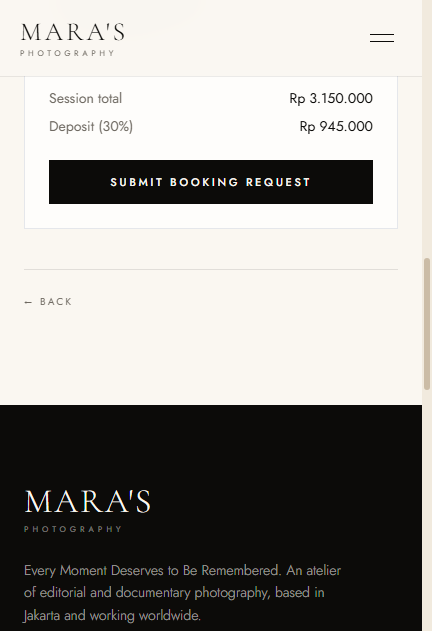 MARA'S
PHOTOGRAPHY
Session total Rp 3.150.000
Deposit (30%) Rp 945.000
SUBMIT BOOKING REQUEST
← BACK
MARA'S
PHOTOGRAPHY
Every Moment Deserves to Be Remembered. An atelier
of editorial and documentary photography, based in
Jakarta and working worldwide.